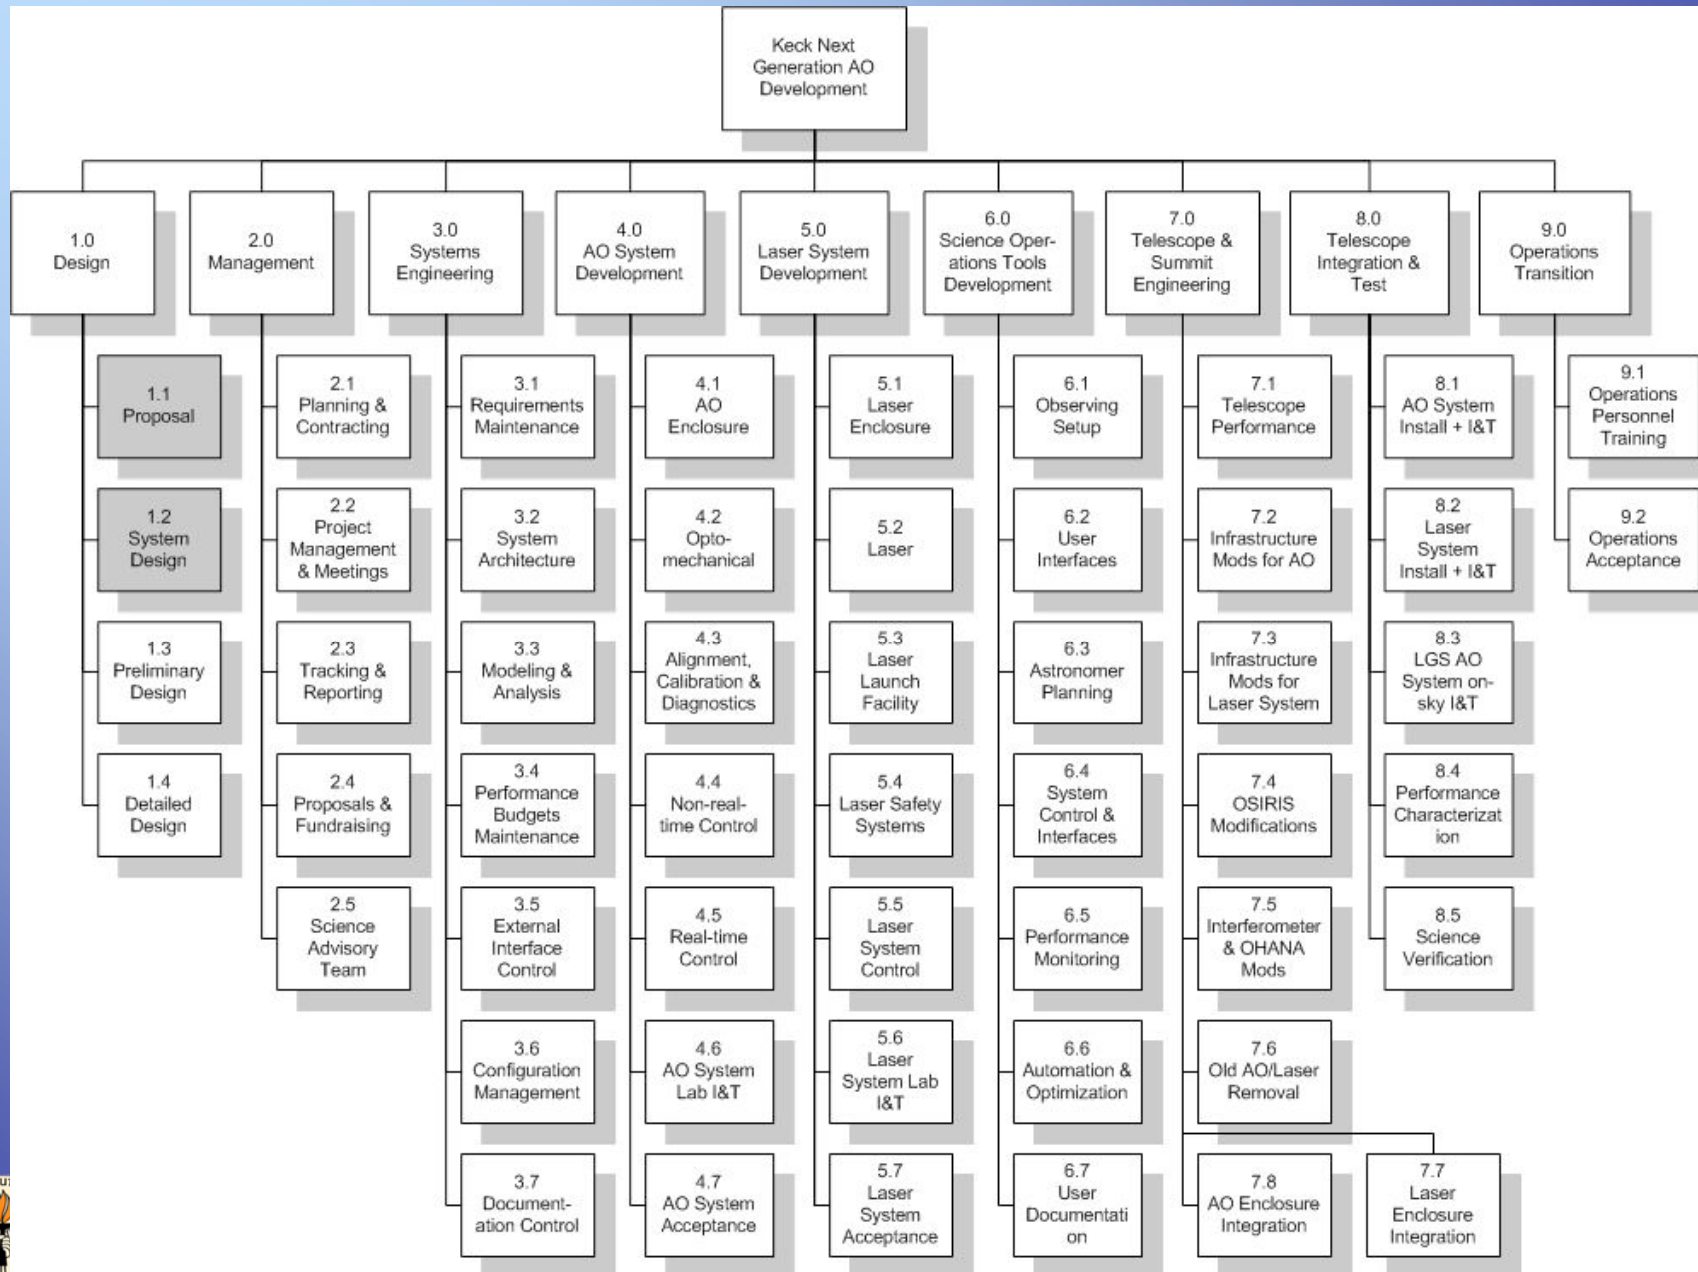 Keck Next
Generation AO
Development
1.0
Design
2.0
Management
3.0
Systems
Engineering
4.0
AO System
Development
5.0
Laser System
Development
6.0
Science Oper-
ations Tools
Development
7.0
Telescope &
Summit
Engineering
8.0
Telescope
Integration &
Test
9.0
Operations
Transition
1.1
Proposal
2.1
Planning &
Contracting
3.1
Requirements
Maintenance
4.1
AO
Enclosure
5.1
Laser
Enclosure
6.1
Observing
Setup
7.1
Telescope
Performance
8.1
AO System
Install + I&T
9.1
Operations
Personnel
Training
1.2
System
Design
2.2
Project
Management
& Meetings
3.2
System
Architecture
4.2
Opto-
mechanical
5.2
Laser
6.2
User
Interfaces
7.2
Infrastructure
Mods for AO
8.2
Laser
System
Install + I&T
9.2
Operations
Acceptance
1.3
Preliminary
Design
2.3
Tracking &
Reporting
3.3
Modeling &
Analysis
4.3
Alignment,
Calibration &
Diagnostics
5.3
Laser
Launch
Facility
6.3
Astronomer
Planning
7.3
Infrastructure
Mods for
Laser System
8.3
LGS AO
System on-
sky I&T
1.4
Detailed
Design
2.4
Proposals &
Fundraising
3.4
Performance
Budgets
Maintenance
4.4
Non-real-
time Control
5.4
Laser Safety
Systems
6.4
System
Control &
Interfaces
7.4
OSIRIS
Modifications
8.4
Performance
Characterizat
ion
2.5
Science
Advisory
Team
3.5
External
Interface
Control
4.5
Real-time
Control
5.5
Laser
System
Control
6.5
Performance
Monitoring
7.5
Interferometer
& OHANA
Mods
8.5
Science
Verification
3.6
Configuration
Management
4.6
AO System
Lab I&T
5.6
Laser
System Lab
I&T
6.6
Automation &
Optimization
7.6
Old AO/Laser
Removal
3.7
Document-
ation Control
4.7
AO System
Acceptance
5.7
Laser
System
Acceptance
6.7
User
Documentati
on
7.8
AO Enclosure
Integration
7.7
Laser
Enclosure
Integration